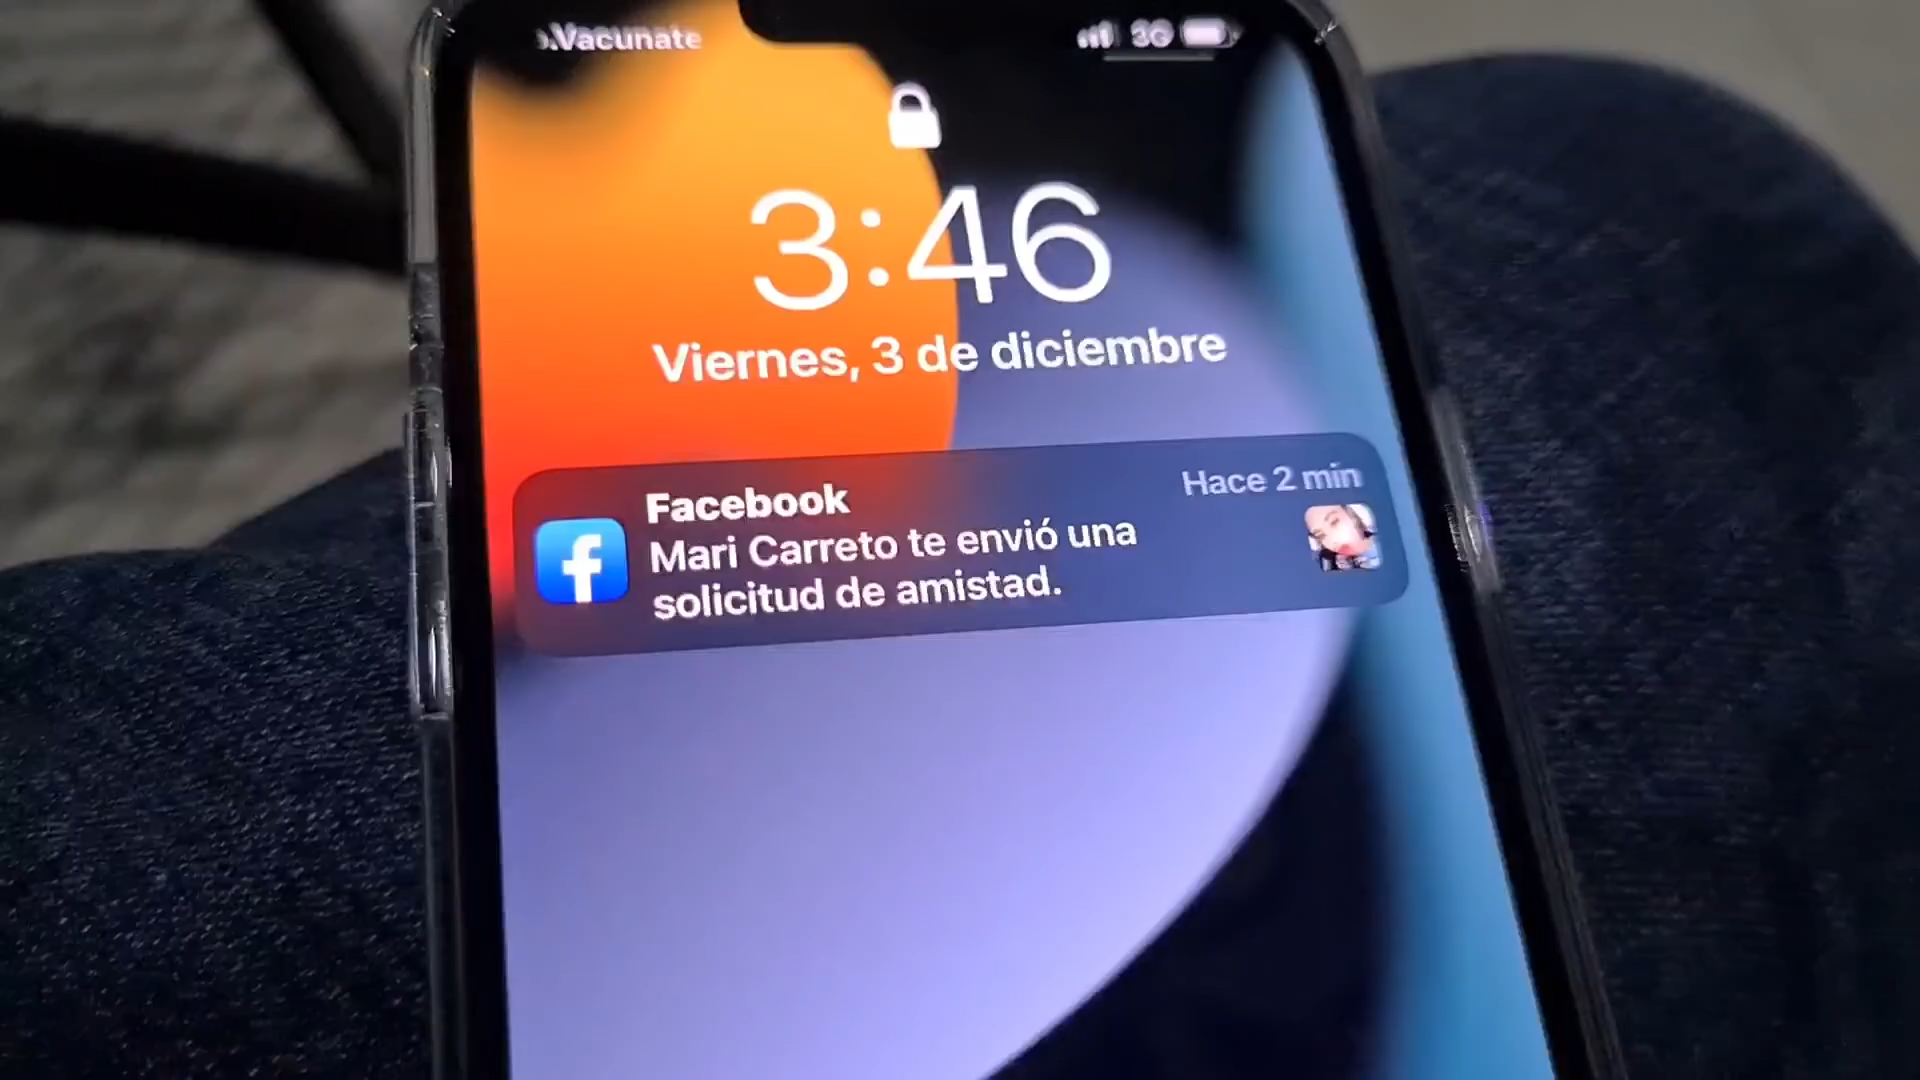 .Vacunate 3G
3:46
Viernes, 3 de diciembre
Facebook Hace 2 min
Mari Carreto te envió una
solicitud de amistad.